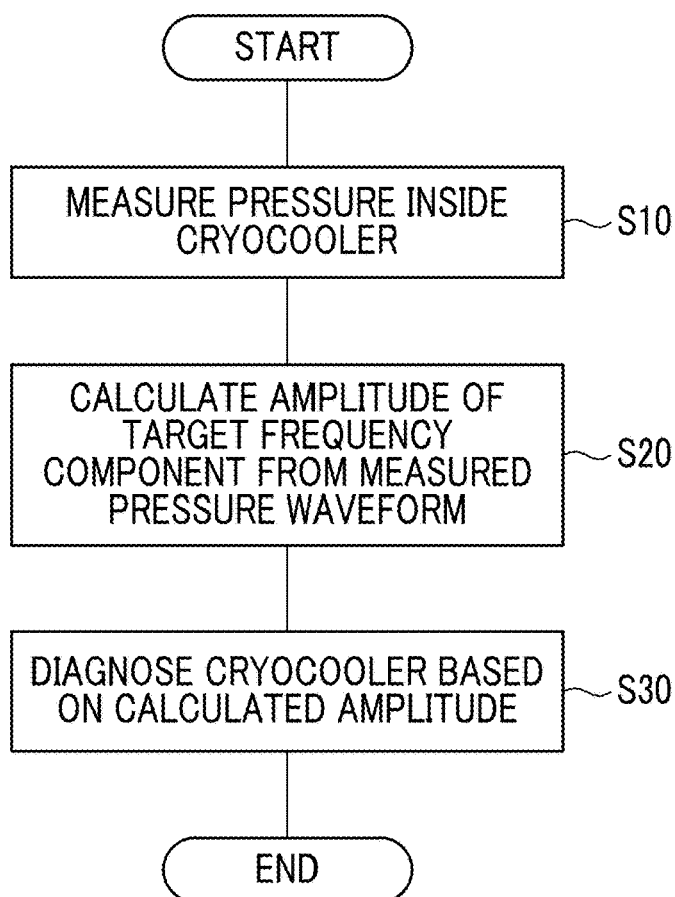 START
MEASURE PRESSURE INSIDE
CRYOCOOLER
S10
CALCULATE AMPLITUDE OF
TARGET FREQUENCY
COMPONENT FROM MEASURED
PRESSURE WAVEFORM
S20
DIAGNOSE CRYOCOOLER BASED
ON CALCULATED AMPLITUDE
S30
END